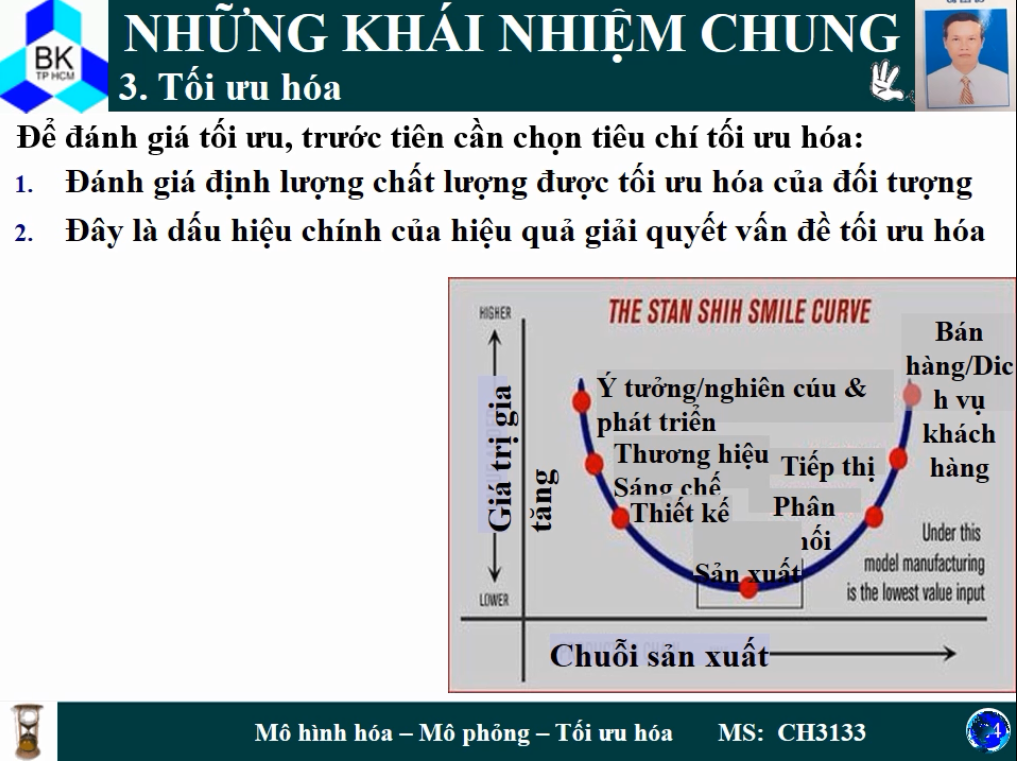 BK
TP HCM
NHỮNG KHÁI NHIỆM CHUNG
3. Tối ưu hóa
Để đánh giá tối ưu, trước tiên cần chọn tiêu chí tối ưu hóa:
1. Đánh giá định lượng chất lượng được tối ưu hóa của đối tượng
2. Đây là dấu hiệu chính của hiệu quả giải quyết vấn đề tối ưu hóa
THE STAN SHIH SMILE CURVE
HIGHER
Giá trị gia
tăng
LOWER
Ý tưởng/nghiên cúu &
phát triển
Thương hiệu
Sáng chế
Thiết kế
Sản xuất
Phân
Tiếp thị
Bán
hàng/Dic
h vụ
khách
hàng
Under this
model manufacturing
is the lowest value input
Chuỗi sản xuất
Mô hình hóa – Mô phỏng – Tối ưu hóa MS: CH3133